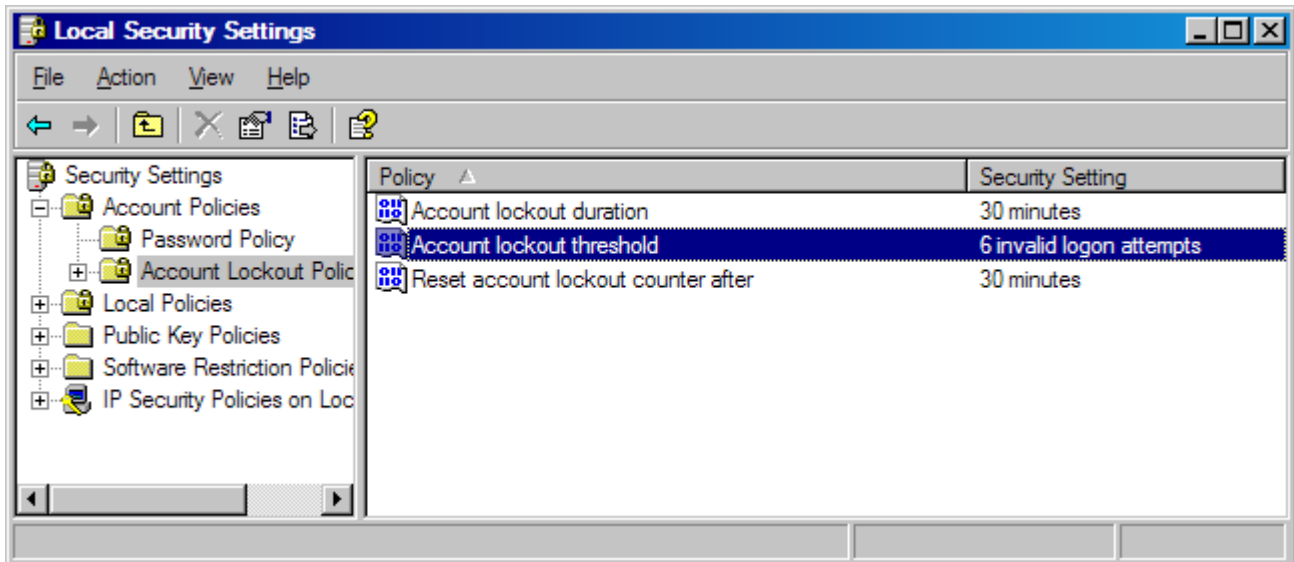 Local Security Settings
File Action View Help
Security Settings
Account Policies
Password Policy
Account Lockout Polic
Local Policies
Public Key Policies
Software Restriction Policie
IP Security Policies on Loc
Policy Security Setting
Account lockout duration 30 minutes
Account lockout threshold 6 invalid logon attempts
Reset account lockout counter after 30 minutes